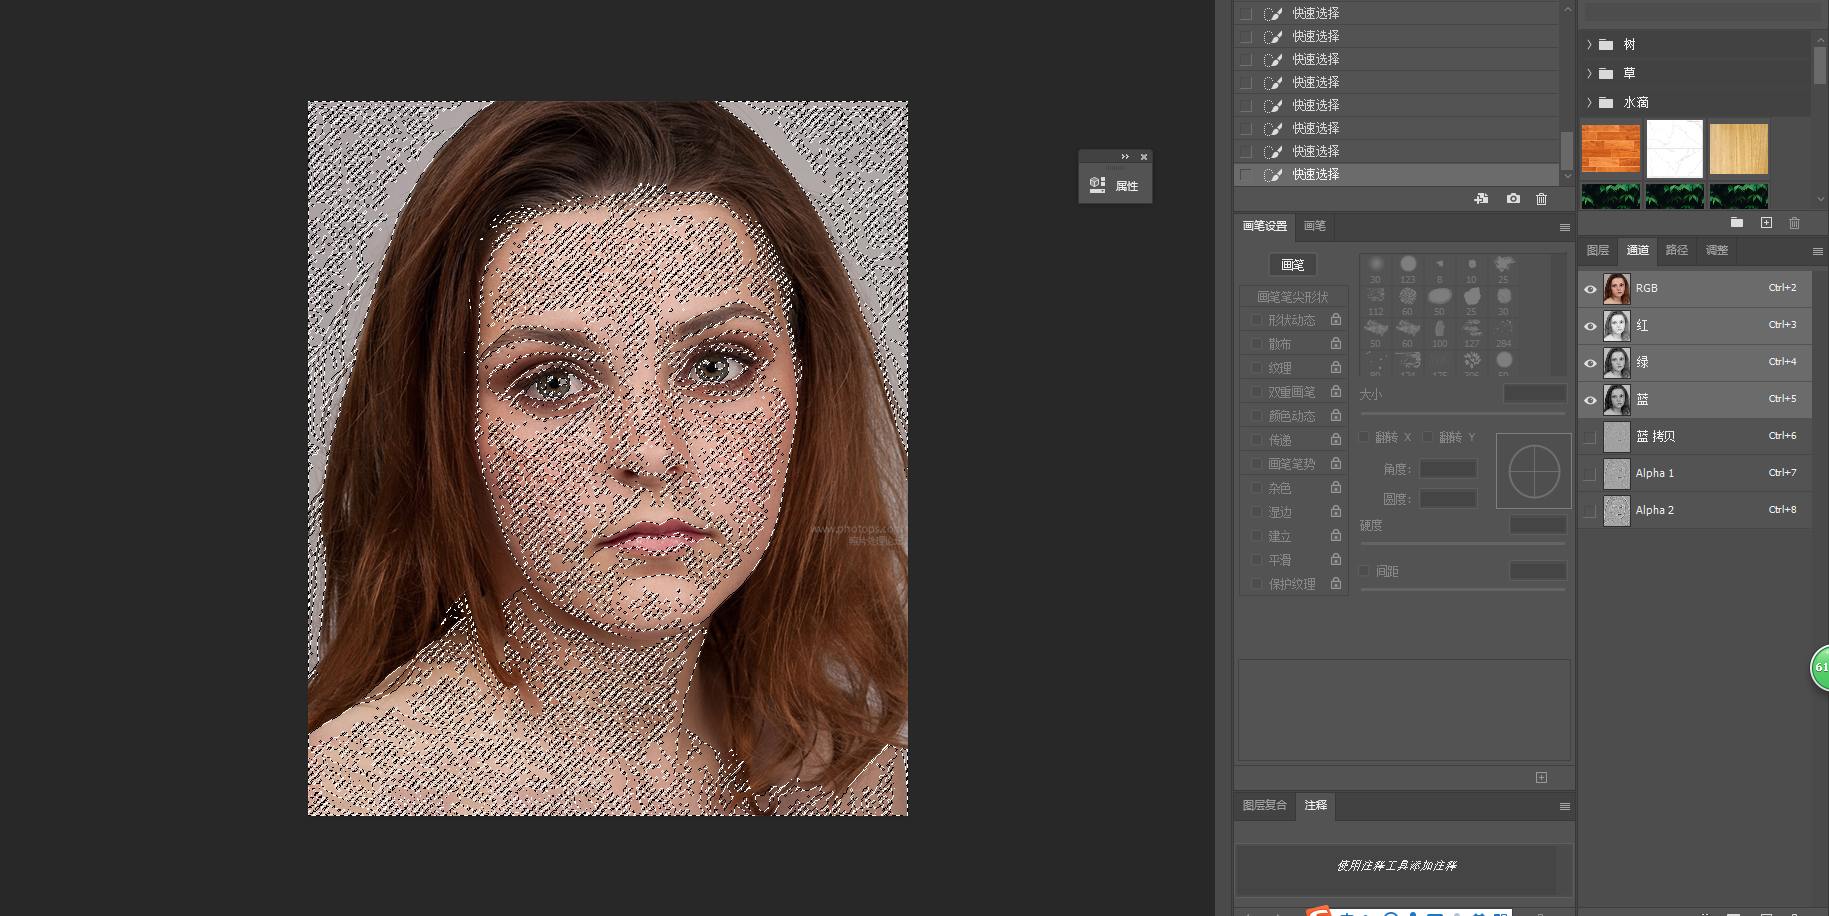 快速选择
快速选择
快速选择
快速选择
快速选择
快速选择
快速选择
快速选择
属性
画笔设置 画笔
画笔
画笔笔尖形状
形状动态
散布
纹理
双重画笔
颜色动态
传递
画笔笔势
杂色
湿边
建立
平滑
保护纹理
30 123 8 10 25
112 60 50 25 30
50 60 100 127 284
大小
翻转 X 翻转 Y
角度:
圆度:
硬度
间距
图层复合 注释
使用注释工具添加注释
树
草
水滴
图层 通道 路径 调整
RGB Ctrl+2
红 Ctrl+3
绿 Ctrl+4
蓝 Ctrl+5
蓝 拷贝 Ctrl+6
Alpha 1 Ctrl+7
Alpha 2 Ctrl+8
61
www.photops.com